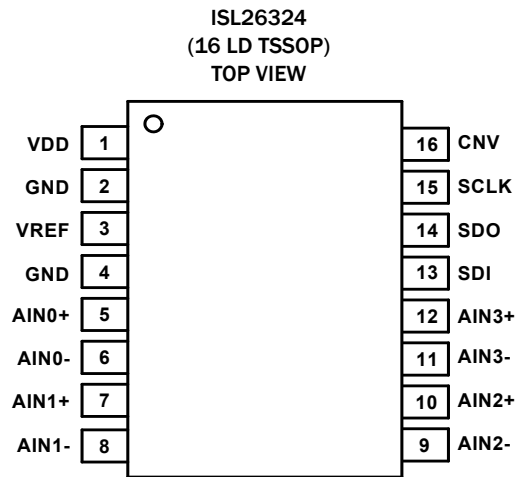 ISL26324
(16 LD TSSOP)
TOP VIEW
VDD 1 16 CNV
GND 2 15 SCLK
VREF 3 14 SDO
GND 4 13 SDI
AIN0+ 5 12 AIN3+
AIN0- 6 11 AIN3-
AIN1+ 7 10 AIN2+
AIN1- 8 9 AIN2-